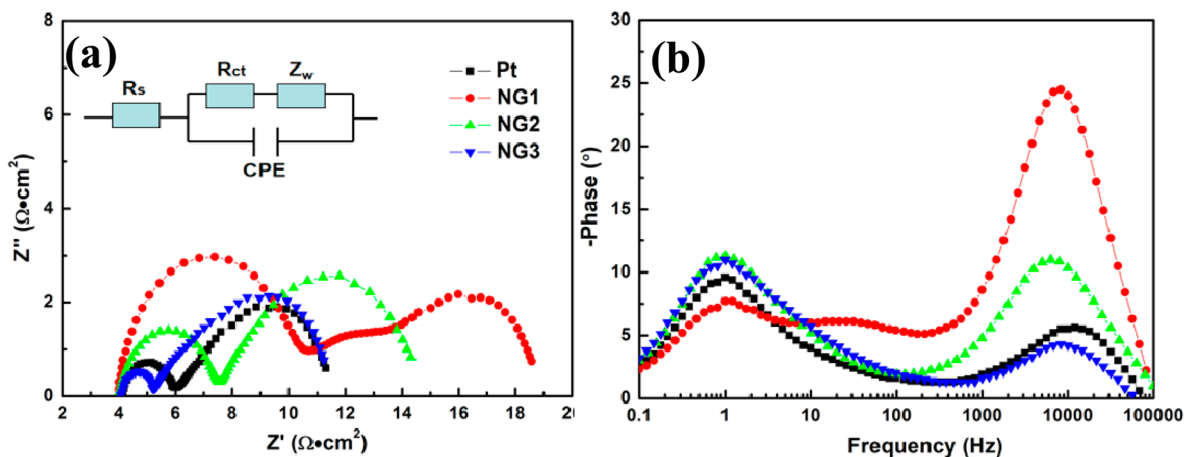 (a)
Rs
Rct
Zw
CPE
Pt
NG1
NG2
NG3
8
6
4
2
0
2 4 6 8 10 12 14 16 18 20
Z'' (Ω•cm²)
Z' (Ω•cm²)
(b)
30
25
20
15
10
5
0
0.1 1 10 100 1000 10000 100000
-Phase (°)
Frequency (Hz)